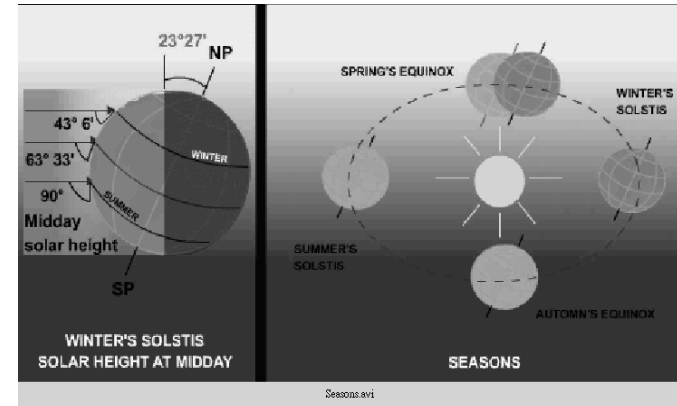 23°27'
NP
43° 6'
63° 33'
90°
Midday
solar height
WINTER
SUMMER
SP
WINTER'S SOLSTIS
SOLAR HEIGHT AT MIDDAY
SPRING'S EQUINOX
WINTER'S
SOLSTIS
SUMMER'S
SOLSTIS
AUTOMN'S EQUINOX
SEASONS
Seasons.avi